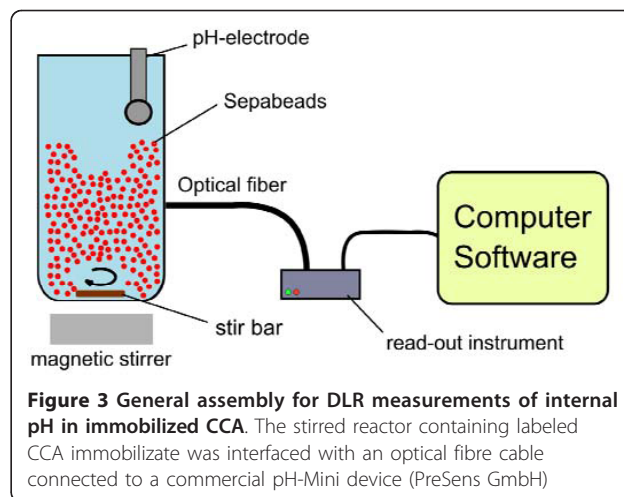 pH-electrode
Sepabeads
Optical fiber
Computer
Software
stir bar
read-out instrument
magnetic stirrer
Figure 3 General assembly for DLR measurements of internal
pH in immobilized CCA. The stirred reactor containing labeled
CCA immobilizate was interfaced with an optical fibre cable
connected to a commercial pH-Mini device (PreSens GmbH)